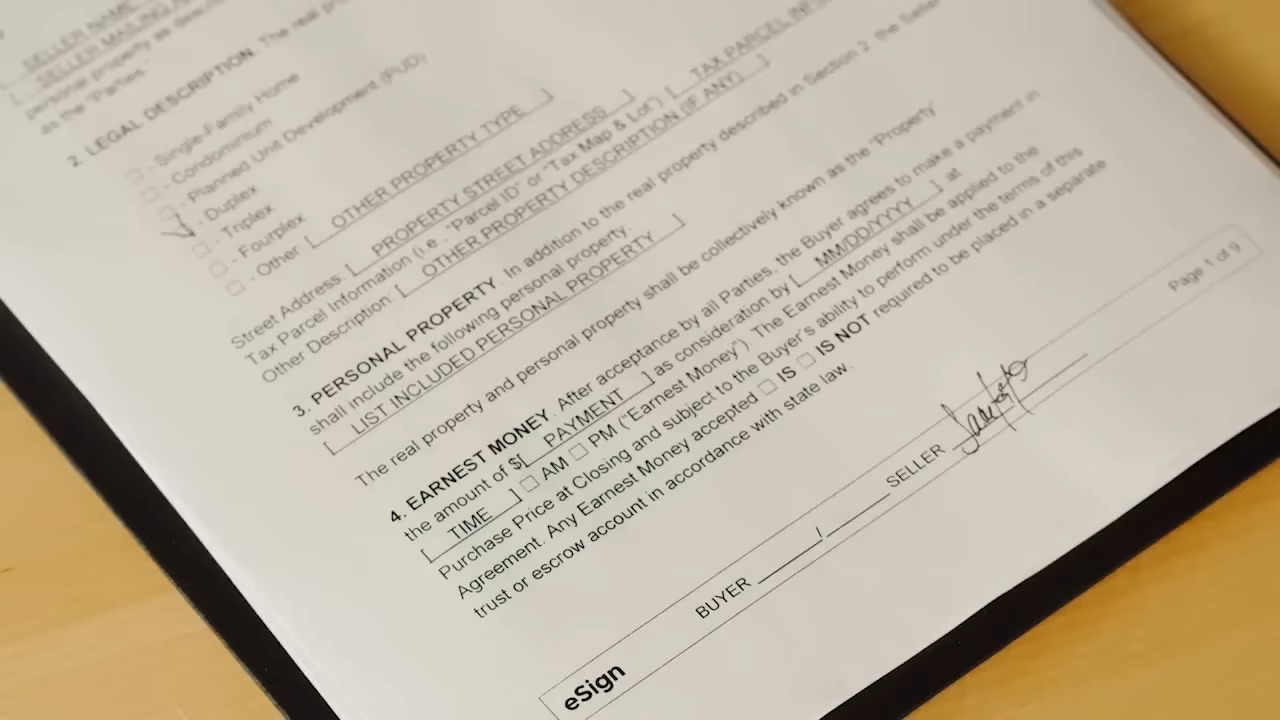 SELLER NAME
SELLER MAILING
personal property as
as the "Parties."
2. LEGAL DESCRIPTION. The real
☐ - Single-Family Home
☐ - Condominium
☐ - Planned Unit Development (PUD)
- Duplex
☐ - Triplex
☐ - Fourplex
☐ - Other [ OTHER PROPERTY TYPE ]
Street Address: [ PROPERTY STREET ADDRESS ]
Tax Parcel Information (i.e., "Parcel ID" or "Tax Map & Lot") [ TAX PARCEL
Other Description: [ OTHER PROPERTY DESCRIPTION (IF ANY) ]
3. PERSONAL PROPERTY. In addition to the real property described in Section 2 the Seller
shall include the following personal property.
[ LIST INCLUDED PERSONAL PROPERTY ]
The real property and personal property shall be collectively known as the "Property
4. EARNEST MONEY. After acceptance by all Parties, the Buyer agrees to make a payment in
the amount of $[ PAYMENT ] as consideration by [ MM/DD/YYYY ] at
[ TIME ] ☐ AM ☐ PM ("Earnest Money"). The Earnest Money shall be applied to the
Purchase Price at Closing and subject to the Buyer's ability to perform under the terms of this
Agreement. Any Earnest Money accepted ☐ IS ☐ IS NOT required to be placed in a separate
trust or escrow account in accordance with state law.
Page 1 of 9
eSign BUYER ____/____ SELLER